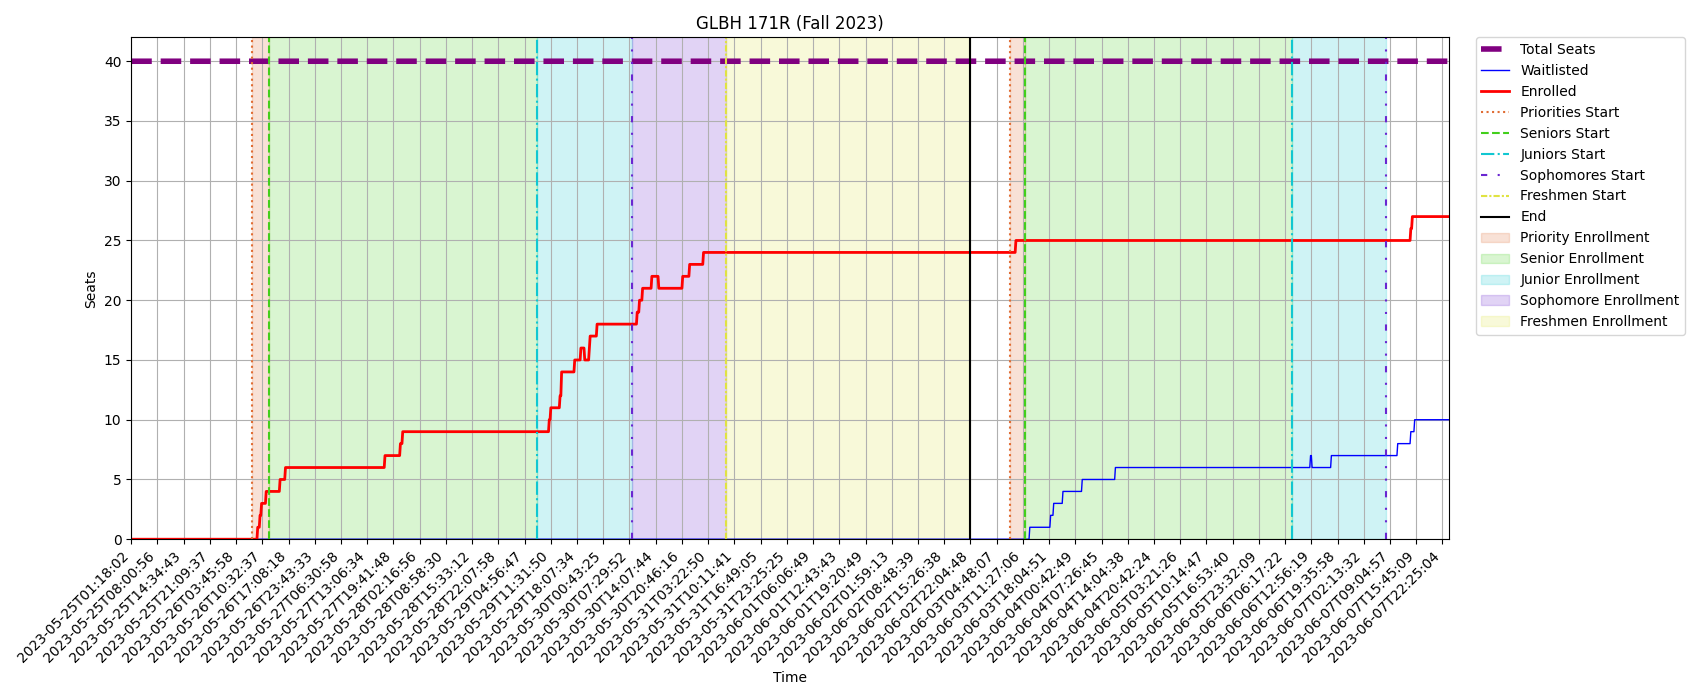 GLBH 171R (Fall 2023)
Seats
40
35
30
25
20
15
10
5
0
2023-05-25T01:18:02
2023-05-25T08:00:56
2023-05-25T14:34:43
2023-05-25T21:09:37
2023-05-26T03:45:58
2023-05-26T10:32:37
2023-05-26T17:08:18
2023-05-26T23:43:33
2023-05-27T06:30:58
2023-05-27T13:06:34
2023-05-27T19:41:48
2023-05-28T02:16:56
2023-05-28T08:58:30
2023-05-28T15:33:12
2023-05-28T22:07:58
2023-05-29T04:56:47
2023-05-29T11:31:50
2023-05-29T18:07:34
2023-05-30T00:43:25
2023-05-30T07:29:52
2023-05-30T14:07:44
2023-05-30T20:46:16
2023-05-31T03:22:50
2023-05-31T10:11:41
2023-05-31T16:49:05
2023-05-31T23:25:25
2023-06-01T06:06:49
2023-06-01T12:43:43
2023-06-01T19:20:49
2023-06-02T01:59:13
2023-06-02T08:48:39
2023-06-02T15:26:38
2023-06-02T22:04:48
2023-06-03T04:48:07
2023-06-03T11:27:06
2023-06-03T18:04:51
2023-06-04T00:42:49
2023-06-04T07:26:45
2023-06-04T14:04:38
2023-06-04T20:42:24
2023-06-05T03:21:26
2023-06-05T10:14:47
2023-06-05T16:53:40
2023-06-05T23:32:09
2023-06-06T06:17:22
2023-06-06T12:56:19
2023-06-06T19:35:58
2023-06-07T02:13:32
2023-06-07T09:04:57
2023-06-07T15:45:09
2023-06-07T22:25:04
Time
Total Seats
Waitlisted
Enrolled
Priorities Start
Seniors Start
Juniors Start
Sophomores Start
Freshmen Start
End
Priority Enrollment
Senior Enrollment
Junior Enrollment
Sophomore Enrollment
Freshmen Enrollment